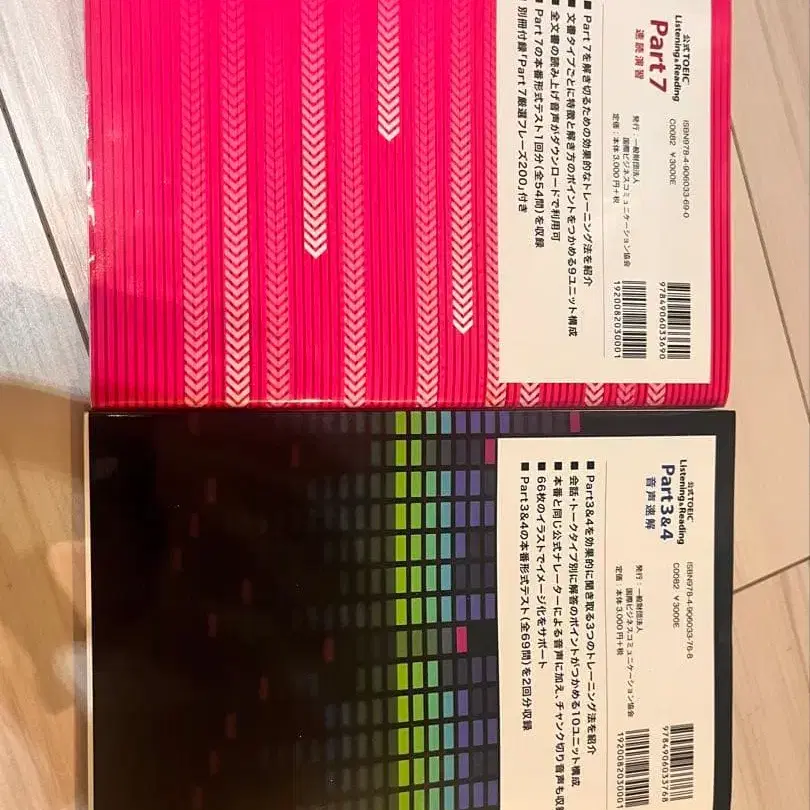 公式TOEIC
Listening&Reading
Part 7
速読演習
ISBN978-4-906033-69-0
C0082 ¥3000E
発行:一般財団法人
国際ビジネスコミュニケーション協会
定価:本体3,000円+税
■ Part 7を解き切るための効果的なトレーニング法を紹介
■ 文書タイプごとに特徴と解き方のポイントをつかめる9ユニット構成
■ 全文書の読み上げ音声がダウンロードで利用可
■ Part 7の本番形式テスト1回分(全54問)を収録
別冊付録「Part 7厳選フレーズ200」付き
9784906033690
1920082030001
公式TOEIC
Listening&Reading
Part3&4
音声速解
ISBN978-4-906033-76-8
C0082 ¥3000E
発行:一般財団法人
国際ビジネスコミュニケーション協会
定価:本体3,000円+税
■ Part3&4を効果的に聞き取る3つのトレーニング法を紹介
■ 会話・トークタイプ別に解答のポイントがつかめる10ユニット構成
■ 本番と同じ公式ナレーターによる音声に加え、チャンク切り音声も収
■ 66枚のイラストでイメージ化をサポート
■ Part3&4の本番形式テスト(全69問)を2回分収録
9784906033768
1920082030001